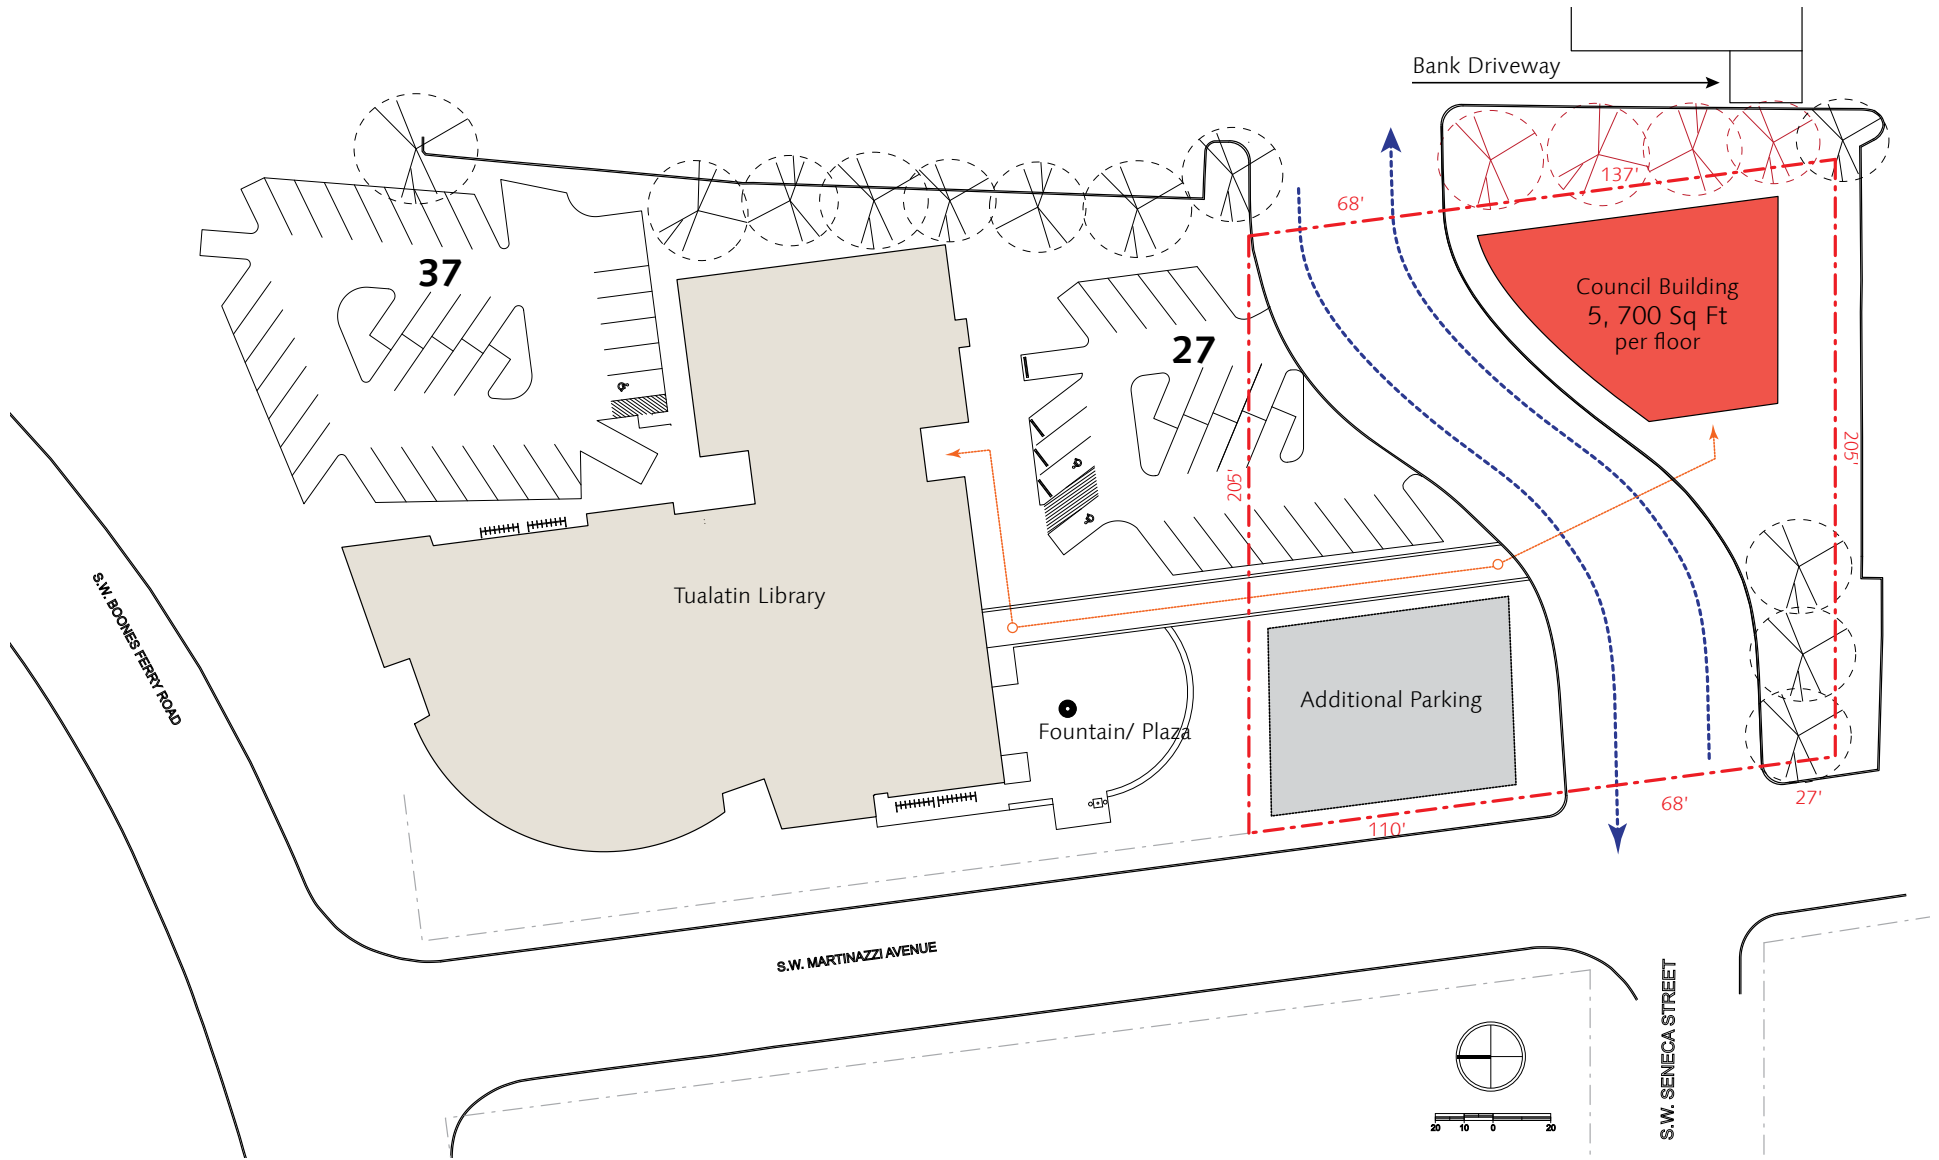 Bank Driveway
137'
68'
37
27
Council Building
5, 700 Sq Ft
per floor
205'
205'
Tualatin Library
S.W. BOONES FERRY ROAD
Additional Parking
Fountain/ Plaza
27'
68'
110'
S.W. MARTINAZZI AVENUE
S.W. SENECA STREET
20 10 0 20